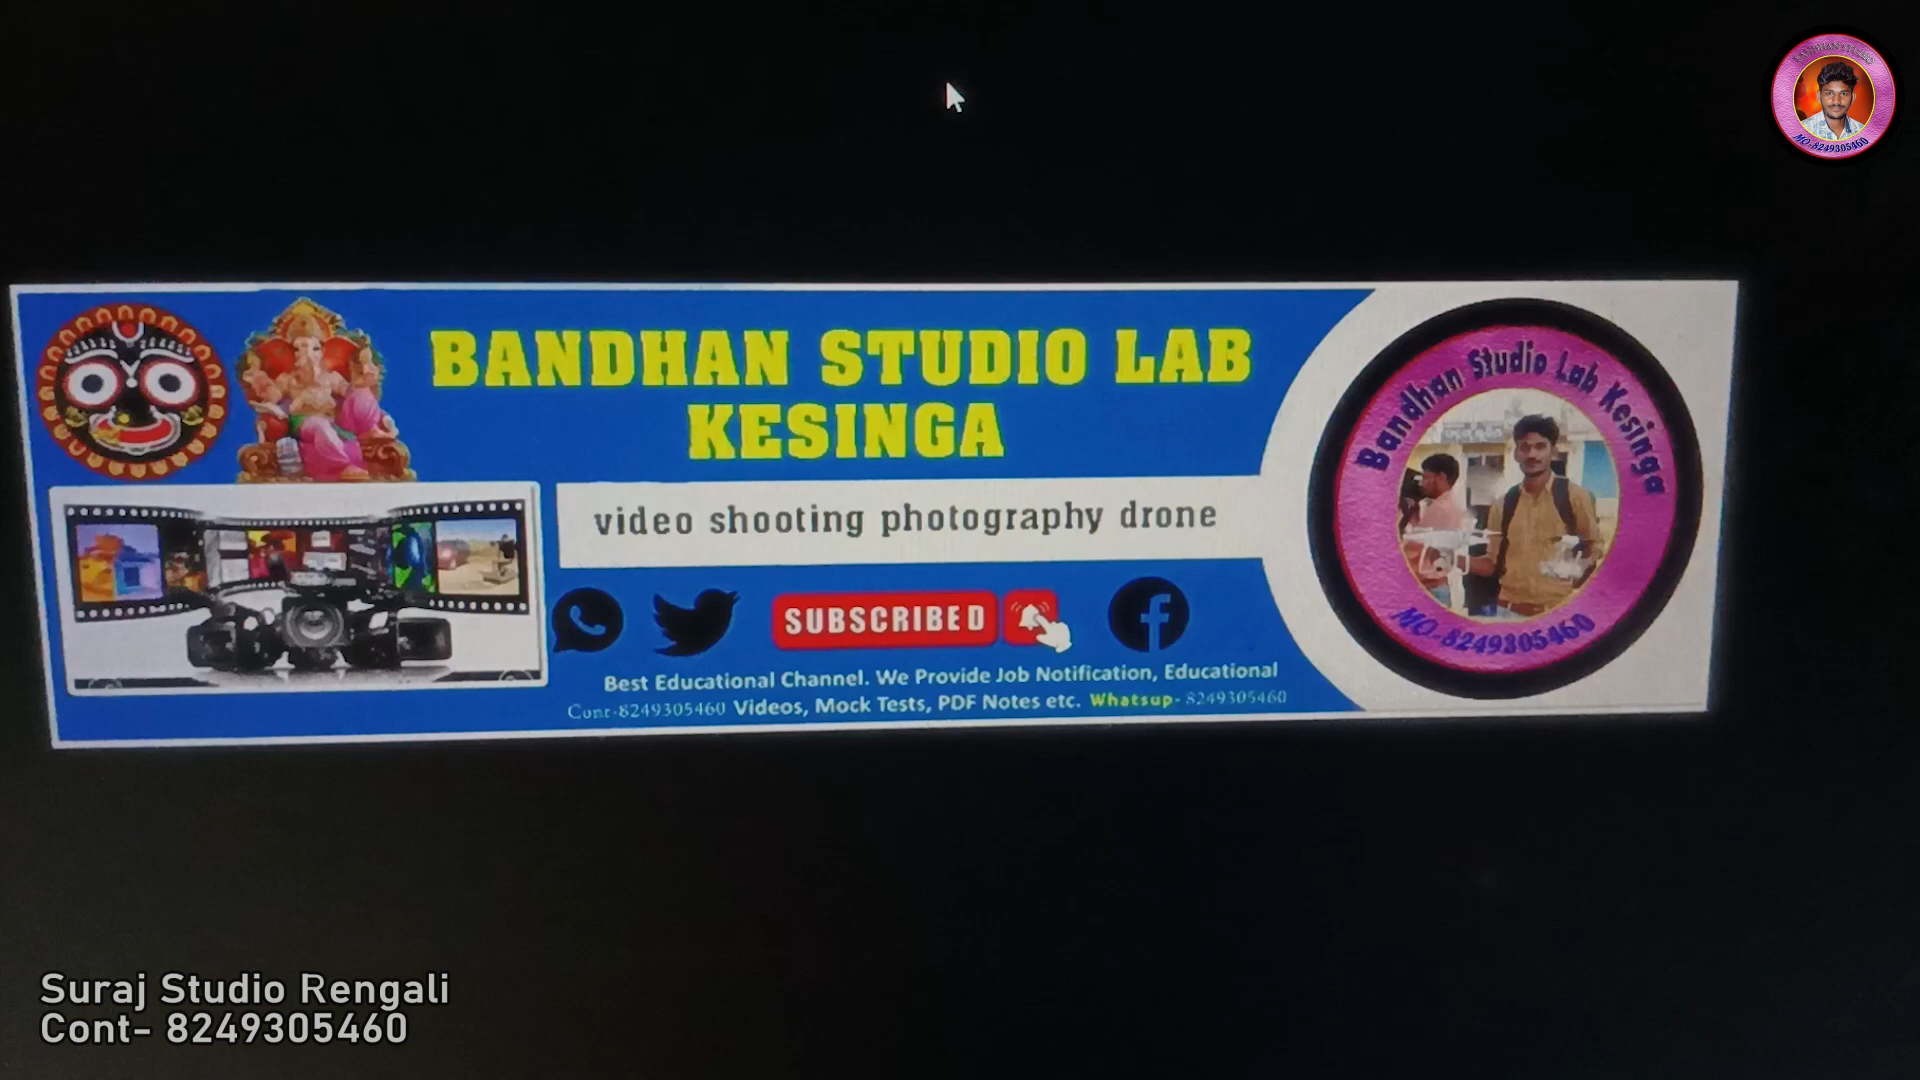 MO-8249305460
BANDHAN STUDIO LAB
KESINGA
video shooting photography drone
SUBSCRIBED
Best Educational Channel. We Provide Job Notification, Educational
Cont-8249305460 Videos, Mock Tests, PDF Notes etc. Whatsup- 8249305460
Bandhan Studio Lab Kesinga
MO-8249305460
Suraj Studio Rengali
Cont- 8249305460